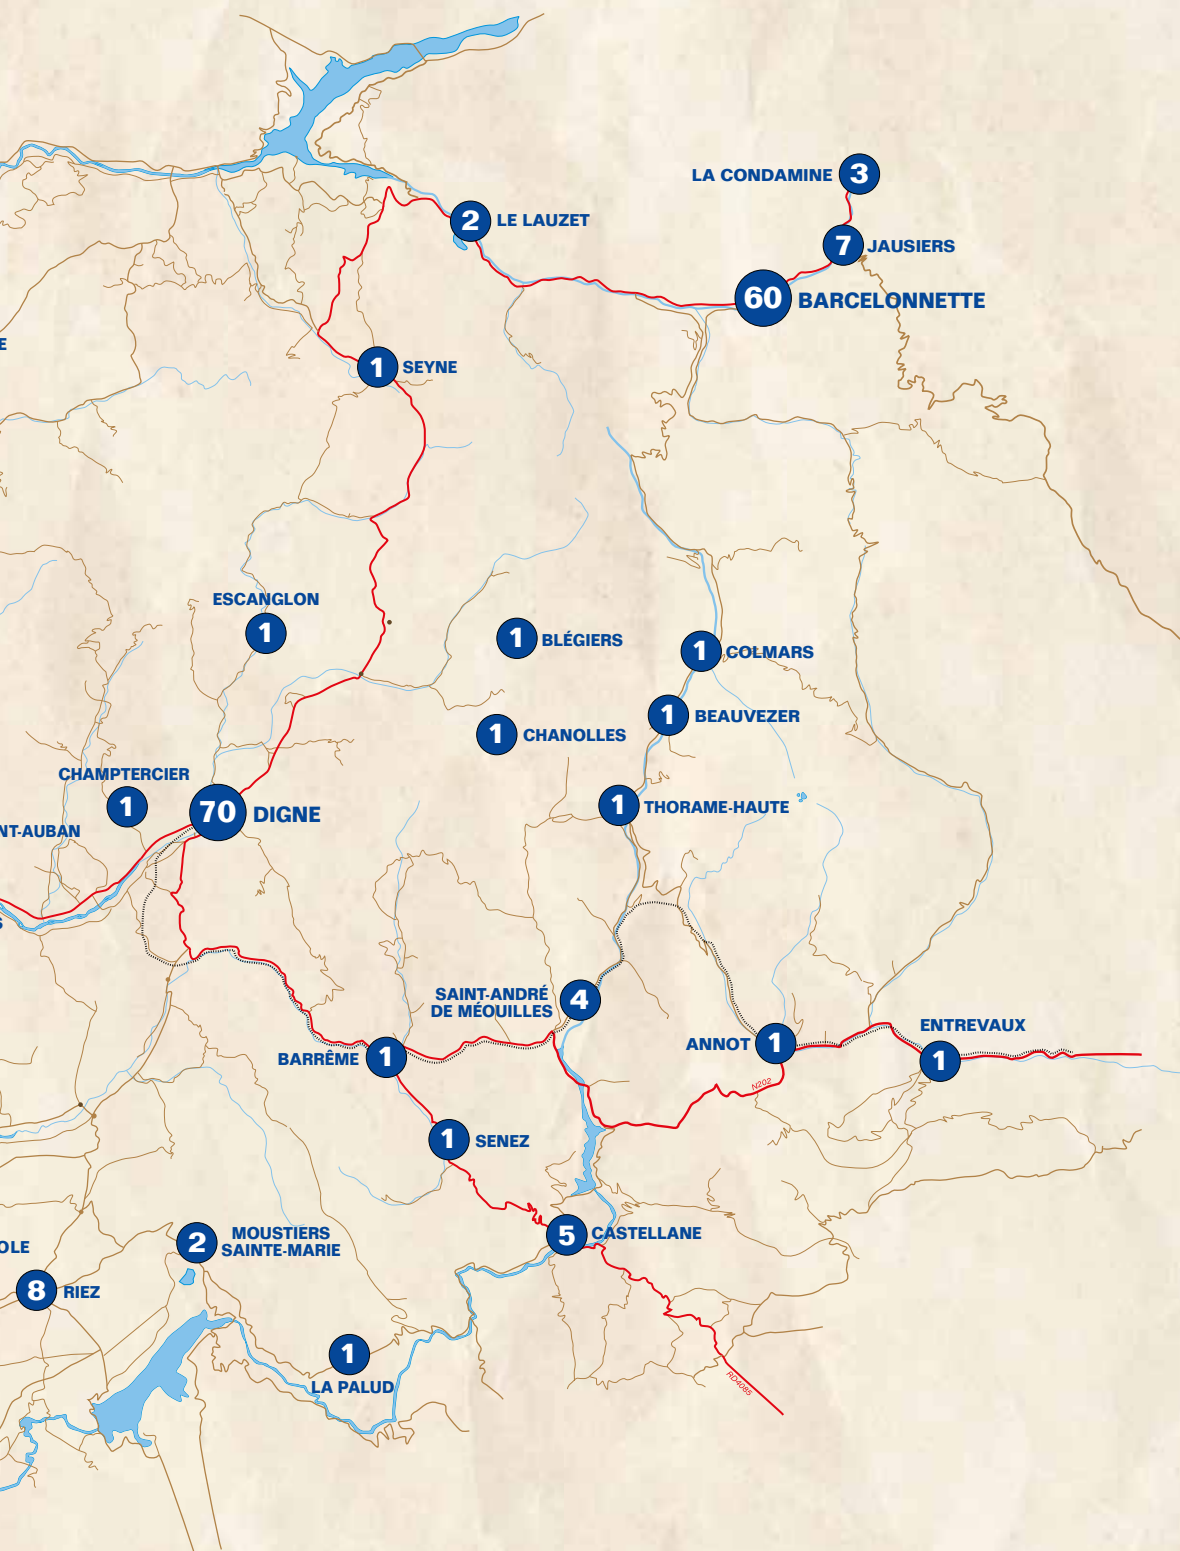 LA CONDAMINE
3
2
LE LAUZET
7
JAUSIERS
60
BARCELONNETTE
E
1
SEYNE
ESCANGLON
1
1
BLÉGIERS
1
COLMARS
1
BEAUVEZER
1
CHANOLLES
CHAMPTERCIER
1
70
DIGNE
1
THORAME-HAUTE
NT-AUBAN
S
SAINT-ANDRÉ
DE MÉOUILLES
4
ENTREVAUX
ANNOT
1
BARRÊME
1
1
N202
1
SENEZ
2
MOUSTIERS
SAINTE-MARIE
5
CASTELLANE
OLE
8
RIEZ
1
LA PALUD
RD4085